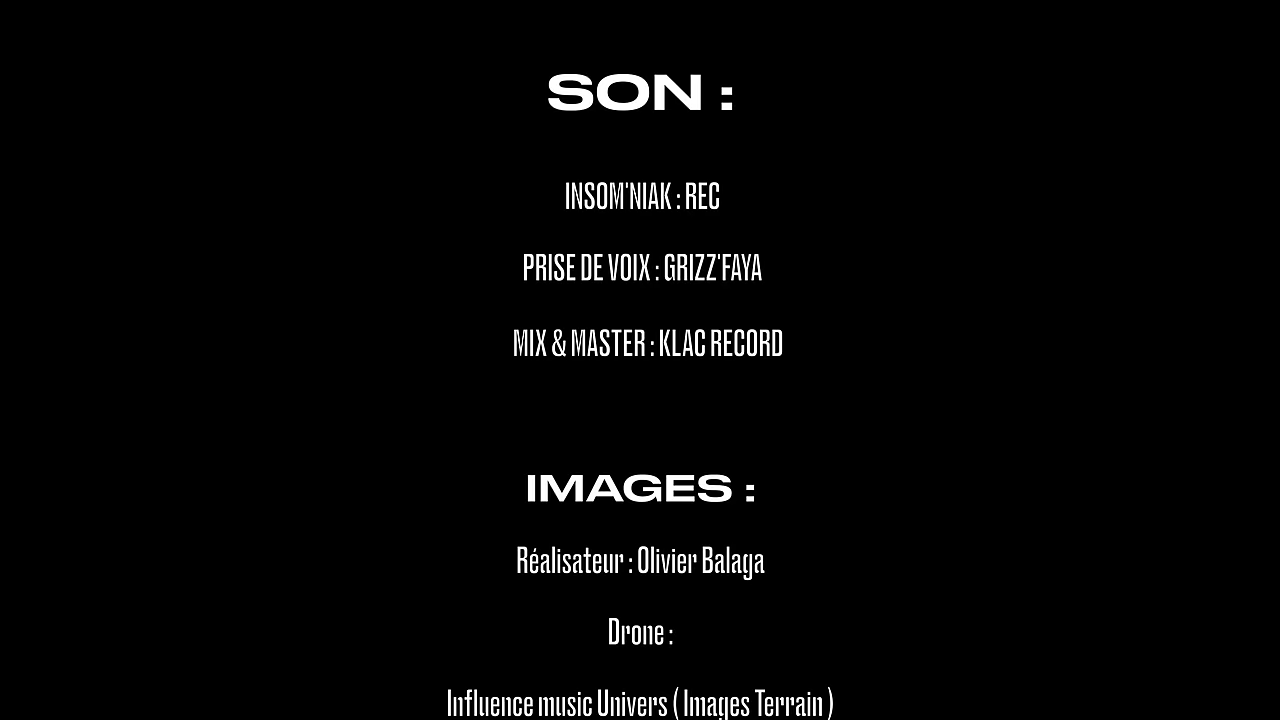 SON :
INSOM'NIAK : REC
PRISE DE VOIX : GRIZZ'FAYA
MIX & MASTER : KLAC RECORD
IMAGES :
Réalisateur : Olivier Balaga
Drone :
Influence music Univers ( Images Terrain )